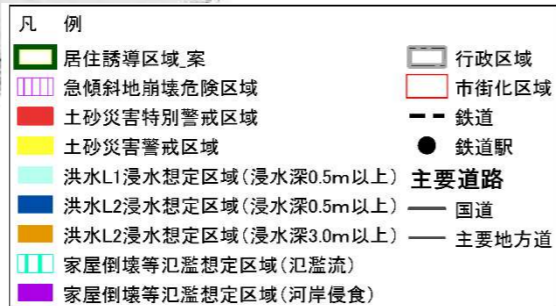 凡 例
居住誘導区域_案
急傾斜地崩壊危険区域
土砂災害特別警戒区域
土砂災害警戒区域
洪水L1浸水想定区域(浸水深0.5m以上)
洪水L2浸水想定区域(浸水深0.5m以上)
洪水L2浸水想定区域(浸水深3.0m以上)
家屋倒壊等氾濫想定区域(氾濫流)
家屋倒壊等氾濫想定区域(河岸侵食)
行政区域
市街化区域
鉄道
鉄道駅
主要道路
国道
主要地方道